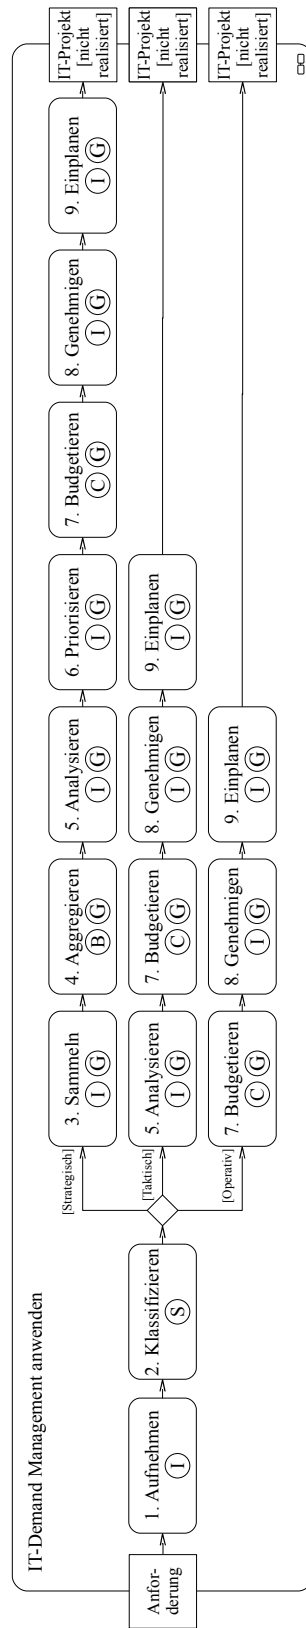 IT-Demand Management anwenden
Anfor-
derung
1. Aufnehmen
I
2. Klassifizieren
S
[Strategisch]
3. Sammeln
I G
4. Aggregieren
B G
5. Analysieren
I G
6. Priorisieren
I G
7. Budgetieren
C G
8. Genehmigen
I G
9. Einplanen
I G
IT-Projekt
[nicht
realisiert]
[Taktisch]
5. Analysieren
I G
7. Budgetieren
C G
8. Genehmigen
I G
9. Einplanen
I G
IT-Projekt
[nicht
realisiert]
[Operativ]
7. Budgetieren
C G
8. Genehmigen
I G
9. Einplanen
I G
IT-Projekt
[nicht
realisiert]